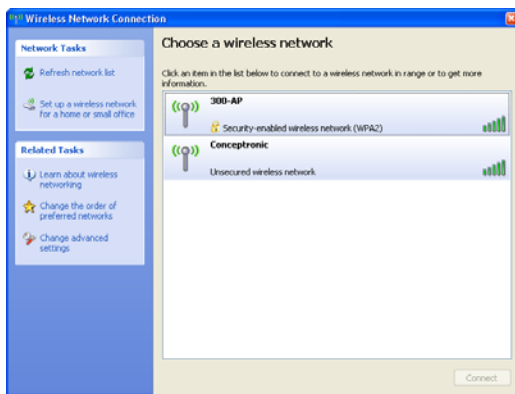 Wireless Network Connection
Network Tasks
Refresh network list
Set up a wireless network
for a home or small office
Related Tasks
Learn about wireless
networking
Change the order of
preferred networks
Change advanced
settings
Choose a wireless network
Click an item in the list below to connect to a wireless network in range or to get more
information.
300-AP
Security-enabled wireless network (WPA2)
Conceptronic
Unsecured wireless network
Connect